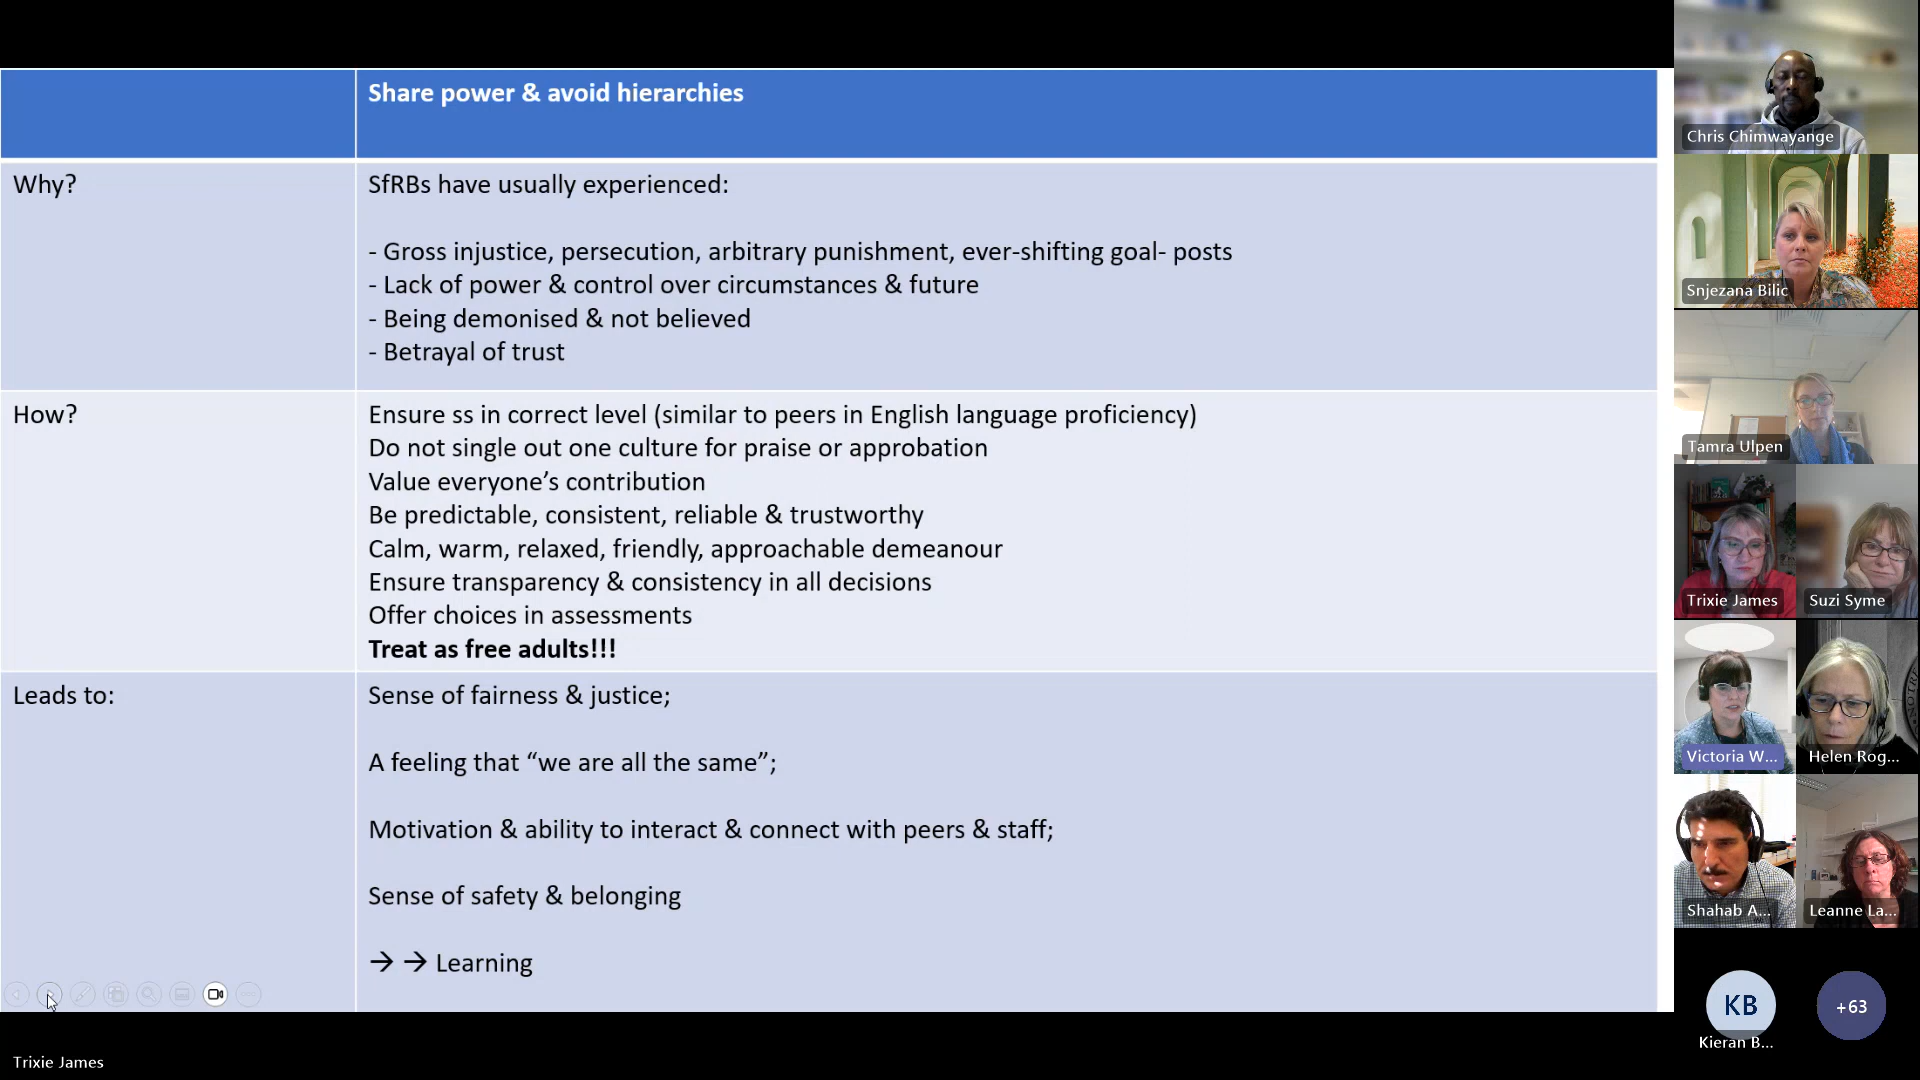 Share power & avoid hierarchies
Why?
SfRBs have usually experienced:
- Gross injustice, persecution, arbitrary punishment, ever-shifting goal- posts
- Lack of power & control over circumstances & future
- Being demonised & not believed
- Betrayal of trust
How?
Ensure ss in correct level (similar to peers in English language proficiency)
Do not single out one culture for praise or approbation
Value everyone’s contribution
Be predictable, consistent, reliable & trustworthy
Calm, warm, relaxed, friendly, approachable demeanour
Ensure transparency & consistency in all decisions
Offer choices in assessments
Treat as free adults!!!
Leads to:
Sense of fairness & justice;
A feeling that “we are all the same”;
Motivation & ability to interact & connect with peers & staff;
Sense of safety & belonging
→ → Learning
Trixie James
Chris Chimwayange
Snjezana Bilic
Tamra Ulpen
Trixie James
Suzi Syme
Victoria W...
Helen Rog...
Shahab A...
Leanne La...
KB
+63
Kieran B...